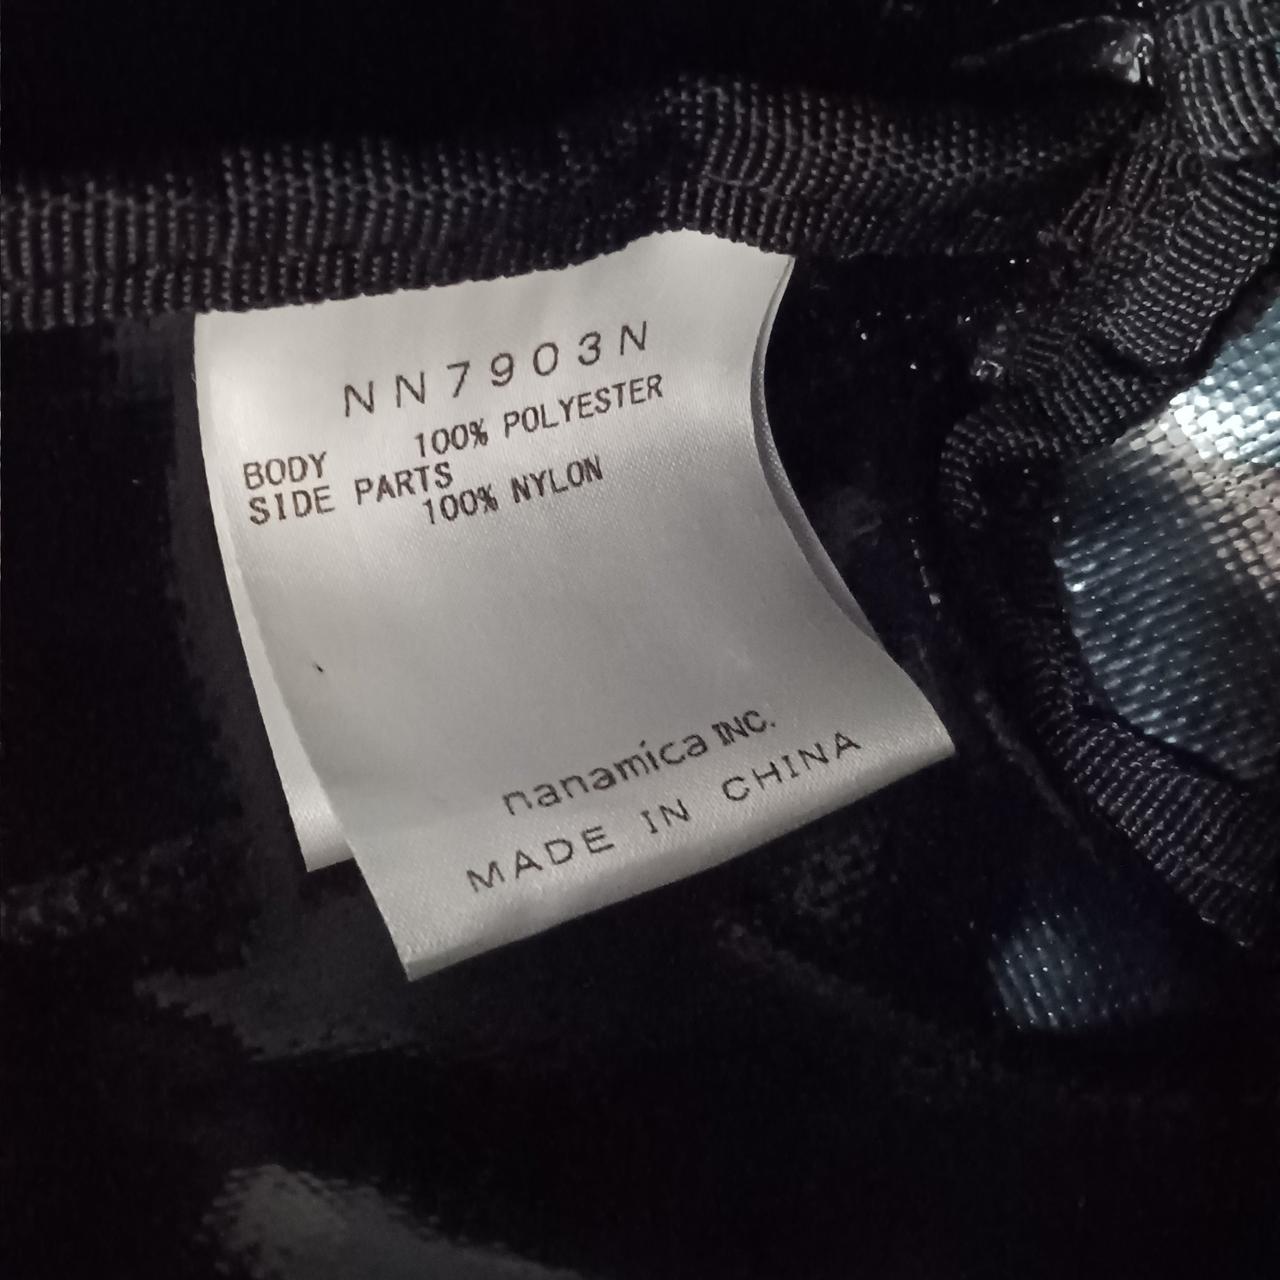 NN7903N
BODY 100% POLYESTER
SIDE PARTS
100% NYLON
nanamica INC.
MADE IN CHINA